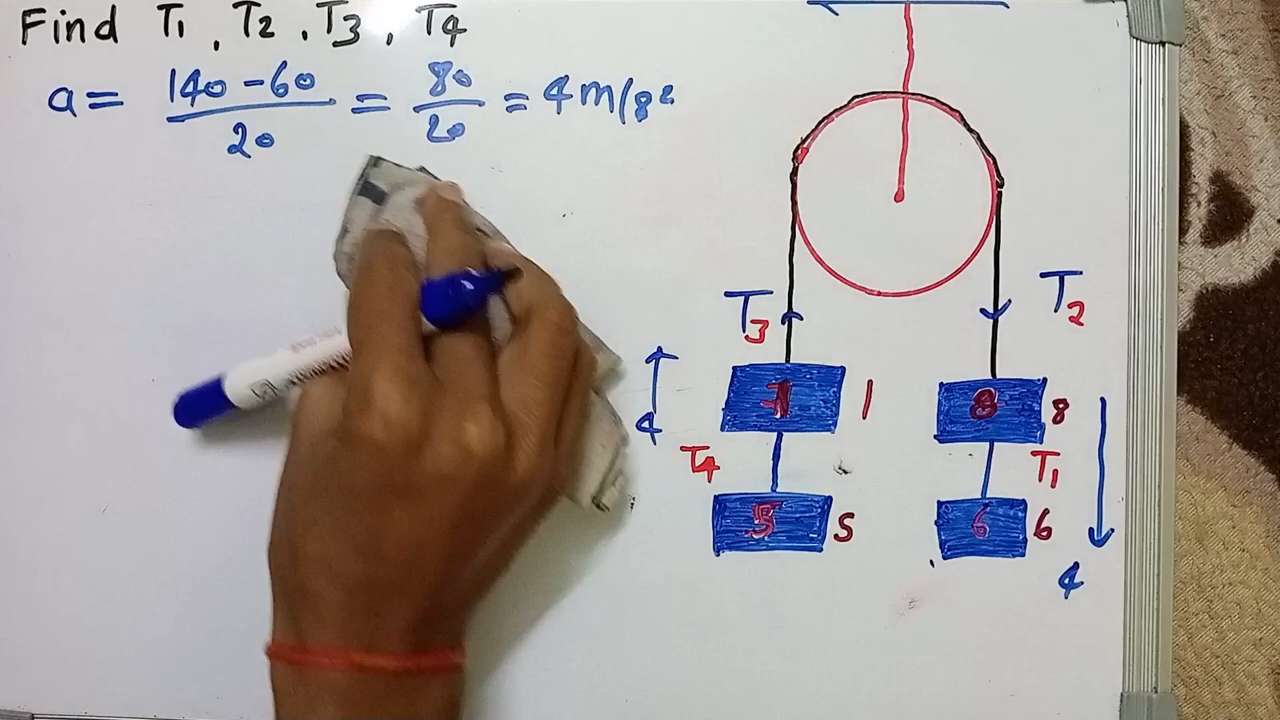 Find T1, T2, T3, T4
a = 140-60/20 = 80/20 = 4 m/s²
T3
T2
1 1
8 8
4
T4
T1
5 5
6 6
4